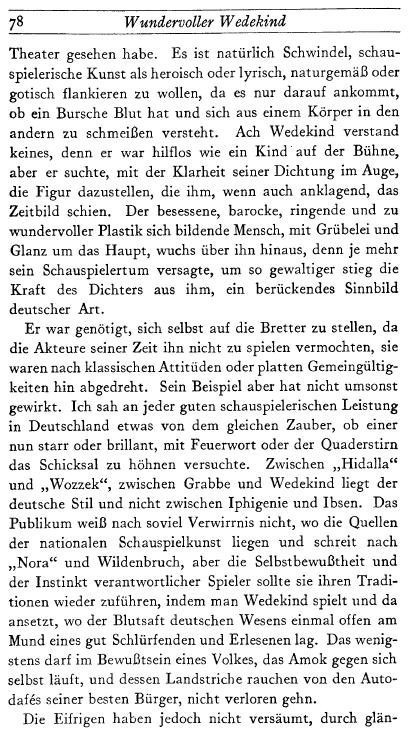 78 Wundervoller Wedekind
Theater gesehen habe. Es ist natürlich Schwindel, schau-
spielerische Kunst als heroisch oder lyrisch, naturgemäß oder
gotisch flankieren zu wollen, da es nur darauf ankommt,
ob ein Bursche Blut hat und sich aus einem Körper in den
andern zu schmeißen versteht. Ach Wedekind verstand
keines, denn er war hilflos wie ein Kind auf der Bühne,
aber er suchte, mit der Klarheit seiner Dichtung im Auge,
die Figur dazustellen, die ihm, wenn auch anklagend, das
Zeitbild schien. Der besessene, barocke, ringende und zu
wundervoller Plastik sich bildende Mensch, mit Grübelei und
Glanz um das Haupt, wuchs über ihn hinaus, denn je mehr
sein Schauspielertum versagte, um so gewaltiger stieg die
Kraft des Dichters aus ihm, ein berückendes Sinnbild
deutscher Art.
Er war genötigt, sich selbst auf die Bretter zu stellen, da
die Akteure seiner Zeit ihn nicht zu spielen vermochten, sie
waren nach klassischen Attitüden oder platten Gemeingültig-
keiten hin abgedreht. Sein Beispiel aber hat nicht umsonst
gewirkt. Ich sah an jeder guten schauspielerischen Leistung
in Deutschland etwas von dem gleichen Zauber, ob einer
nun starr oder brillant, mit Feuerwort oder der Quaderstirn
das Schicksal zu höhnen versuchte. Zwischen „Hidalla“
und „Wozzek“, zwischen Grabbe und Wedekind liegt der
deutsche Stil und nicht zwischen Iphigenie und Ibsen. Das
Publikum weiß nach soviel Verwirrnis nicht, wo die Quellen
der nationalen Schauspielkunst liegen und schreit nach
„Nora“ und Wildenbruch, aber die Selbstbewußtheit und
der Instinkt verantwortlicher Spieler sollte sie ihren Tradi-
tionen wieder zuführen, indem man Wedekind spielt und da
ansetzt, wo der Blutsaft deutschen Wesens einmal offen am
Mund eines gut Schlürfenden und Erlesenen lag. Das wenig-
stens darf im Bewußtsein eines Volkes, das Amok gegen sich
selbst läuft, und dessen Landstriche rauchen von den Auto-
dafés seiner besten Bürger, nicht verloren gehn.
Die Eifrigen haben jedoch nicht versäumt, durch glän-